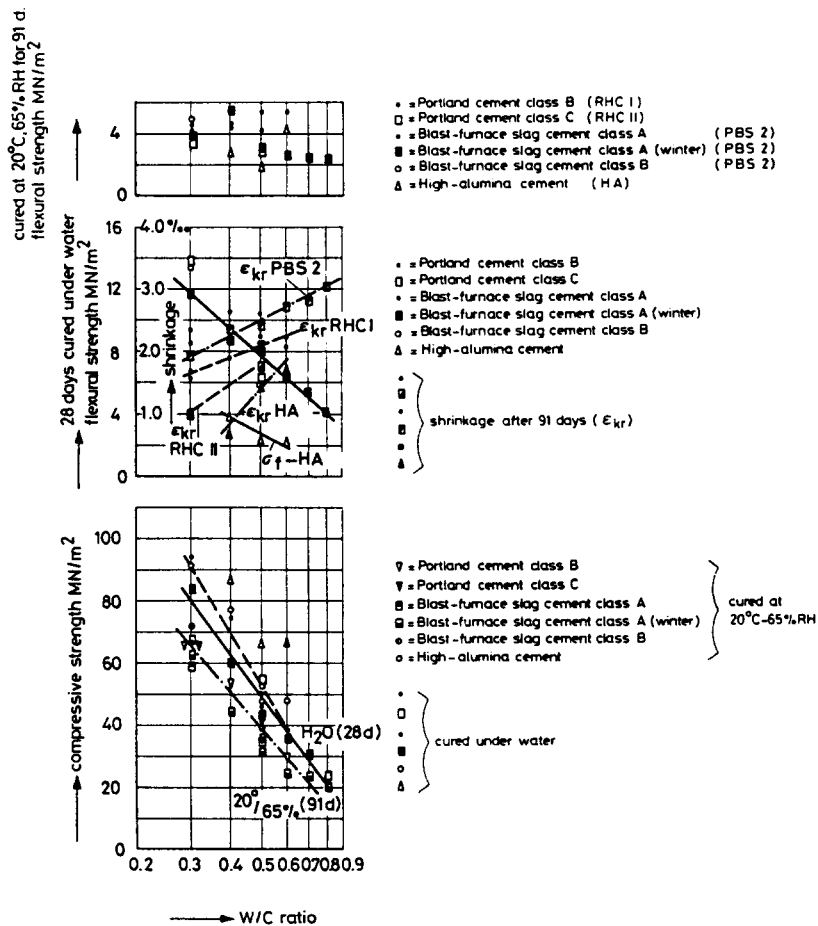 cured at 20°C, 65% RH for 91 d.
flexural strength MN/m²
4
0
• = Portland cement class B (RHC I)
□ = Portland cement class C (RHC II)
• = Blast-furnace slag cement class A (PBS 2)
■ = Blast-furnace slag cement class A (winter) (PBS 2)
○ = Blast-furnace slag cement class B (PBS 2)
△ = High-alumina cement (HA)
28 days cured under water
flexural strength MN/m²
16
12
8
4
0
4.0‰
3.0
2.0
1.0
shrinkage
εkr PBS 2
εkr RHC I
εkr HA
εkr
RHC II
σf-HA
• = Portland cement class B
□ = Portland cement class C
• = Blast-furnace slag cement class A
■ = Blast-furnace slag cement class A (winter)
○ = Blast-furnace slag cement class B
△ = High-alumina cement
shrinkage after 91 days (εkr)
compressive strength MN/m²
100
80
60
40
20
0
H₂O (28d)
20°/65% (91d)
▽ = Portland cement class B
▼ = Portland cement class C
= Blast-furnace slag cement class A
= Blast-furnace slag cement class A (winter)
= Blast-furnace slag cement class B
○ = High-alumina cement
cured at
20°C-65%RH
cured under water
0.2 0.3 0.4 0.5 0.6 0.7 0.8 0.9
W/C ratio